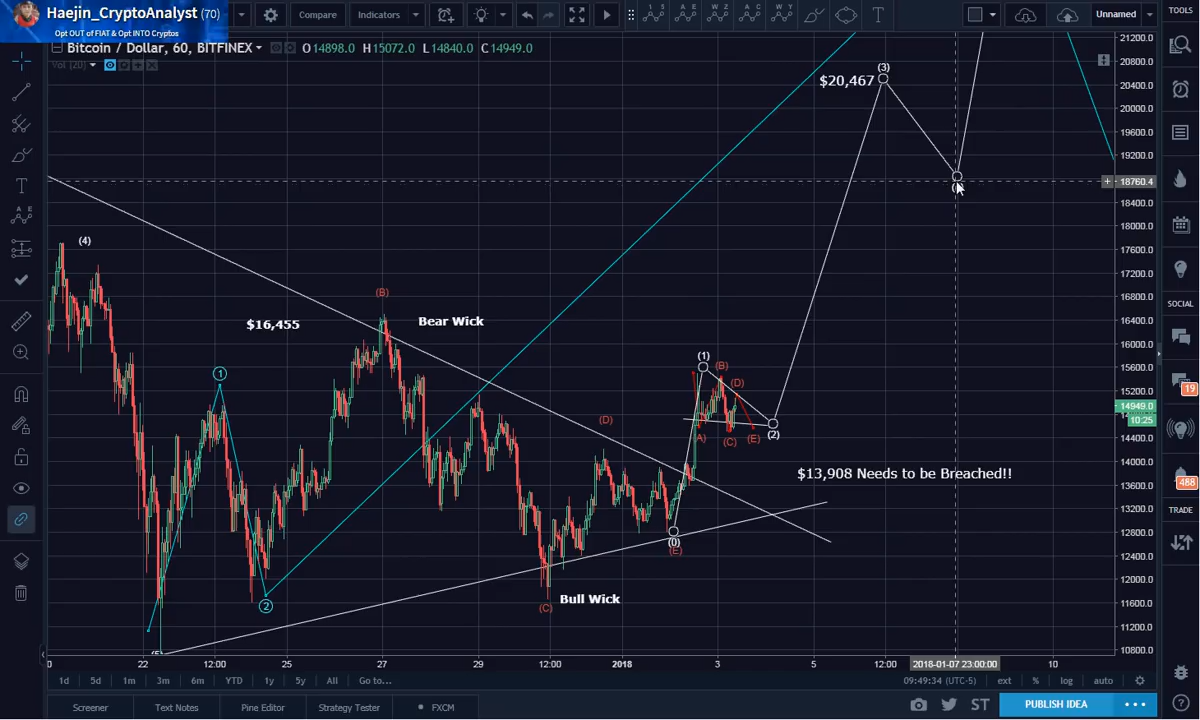 Haejin_CryptoAnalyst (70)
Opt OUT of FIAT & Opt INTO Cryptos
Compare
Indicators
Unnamed
TOOLS
Bitcoin / Dollar, 60, BITFINEX O14898.0 H15072.0 L14840.0 C14949.0
Vol (20)
21200.0
20800.0
20400.0
20000.0
19600.0
19200.0
18760.4
18400.0
18000.0
17600.0
17200.0
16800.0
16400.0
16000.0
15600.0
15200.0
14949.0
10:25
14400.0
14000.0
13600.0
13200.0
12800.0
12400.0
12000.0
11600.0
11200.0
10800.0
(3)
$20,467
(4)
(B)
$16,455
Bear Wick
(1)
(B)
(D)
1
(D)
(A)
(C)
(E)
(2)
$13,908 Needs to be Breached!!
(0)
(E)
2
(C)
Bull Wick
(5)
SOCIAL
19
488
TRADE
0
22
12:00
25
27
29
12:00
2018
3
5
12:00
2018-01-07 23:00:00
10
1d
5d
1m
3m
6m
YTD
1y
5y
All
Go to...
09:49:34 (UTC-5)
ext
%
log
auto
Screener
Text Notes
Pine Editor
Strategy Tester
FXCM
ST
PUBLISH IDEA